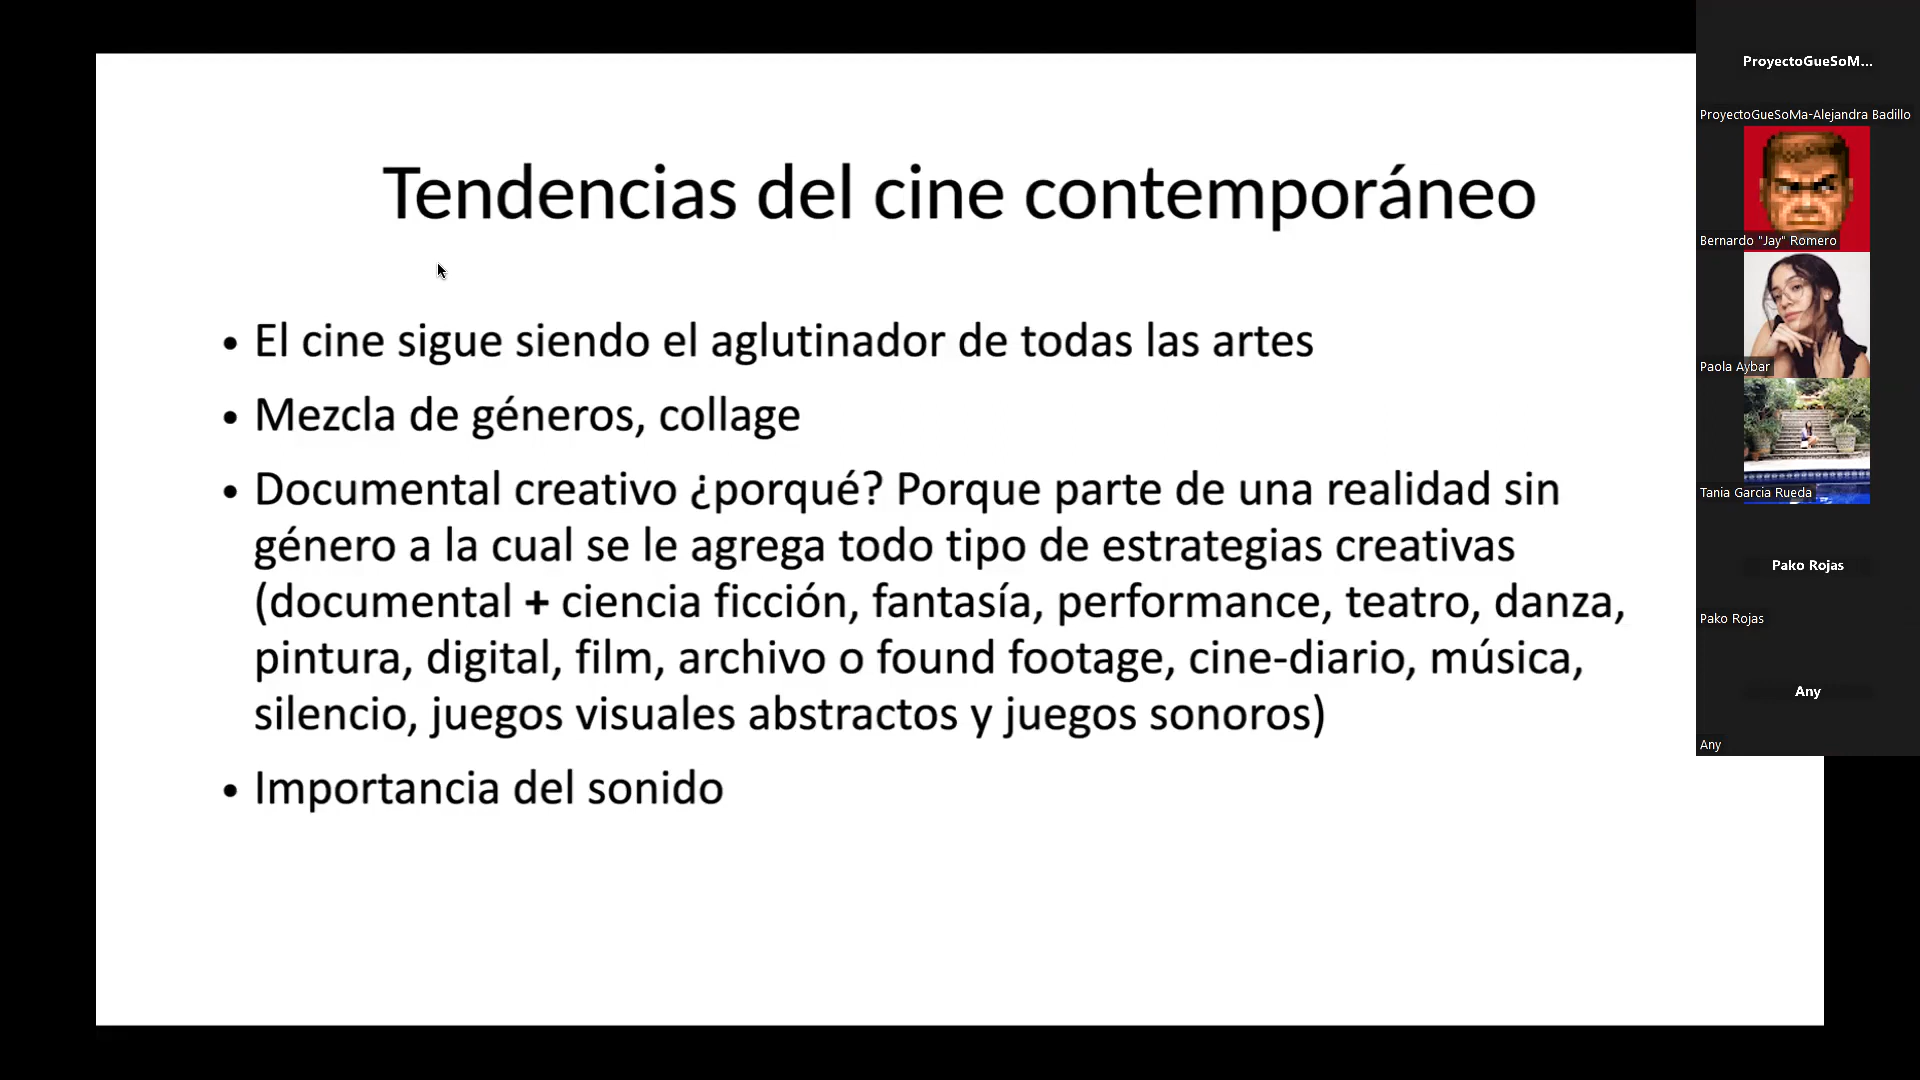 Tendencias del cine contemporáneo
• El cine sigue siendo el aglutinador de todas las artes
• Mezcla de géneros, collage
• Documental creativo ¿porqué? Porque parte de una realidad sin
género a la cual se le agrega todo tipo de estrategias creativas
(documental + ciencia ficción, fantasía, performance, teatro, danza,
pintura, digital, film, archivo o found footage, cine-diario, música,
silencio, juegos visuales abstractos y juegos sonoros)
• Importancia del sonido
ProyectoGueSoM...
ProyectoGueSoMa-Alejandra Badillo
Bernardo "Jay" Romero
Paola Aybar
Tania Garcia Rueda
Pako Rojas
Pako Rojas
Any
Any